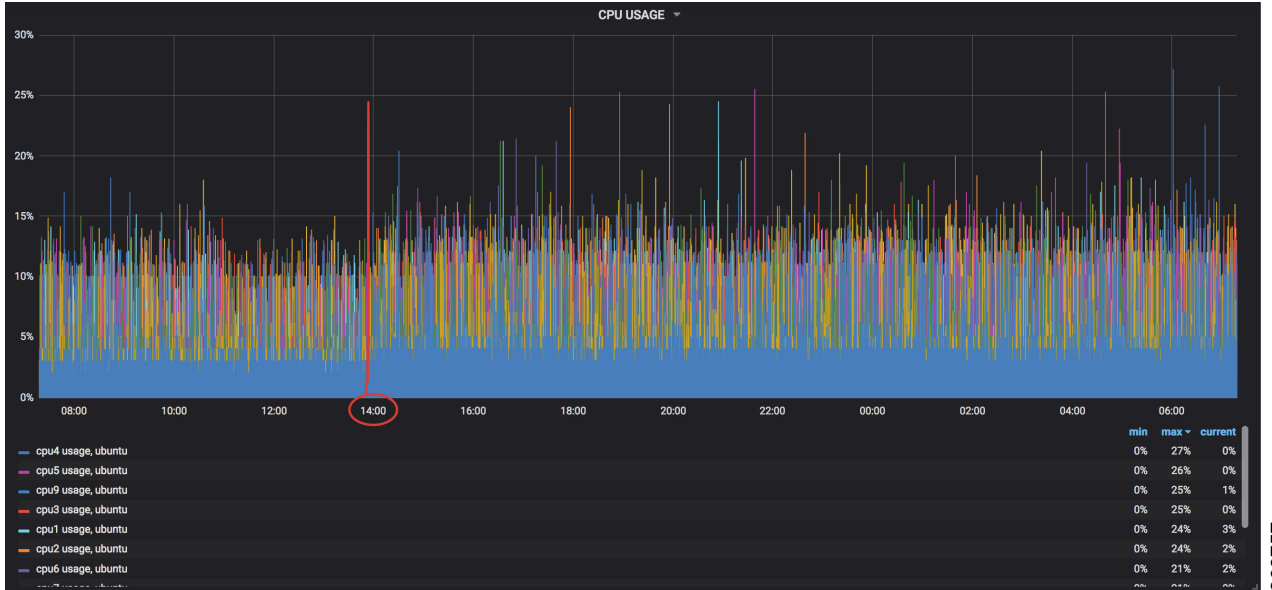 CPU USAGE
30%
25%
20%
15%
10%
5%
0%
08:00 10:00 12:00 14:00 16:00 18:00 20:00 22:00 00:00 02:00 04:00 06:00
min max current
cpu4 usage, ubuntu 0% 27% 0%
cpu5 usage, ubuntu 0% 26% 0%
cpu9 usage, ubuntu 0% 25% 1%
cpu3 usage, ubuntu 0% 25% 0%
cpu1 usage, ubuntu 0% 24% 3%
cpu2 usage, ubuntu 0% 24% 2%
cpu6 usage, ubuntu 0% 21% 2%